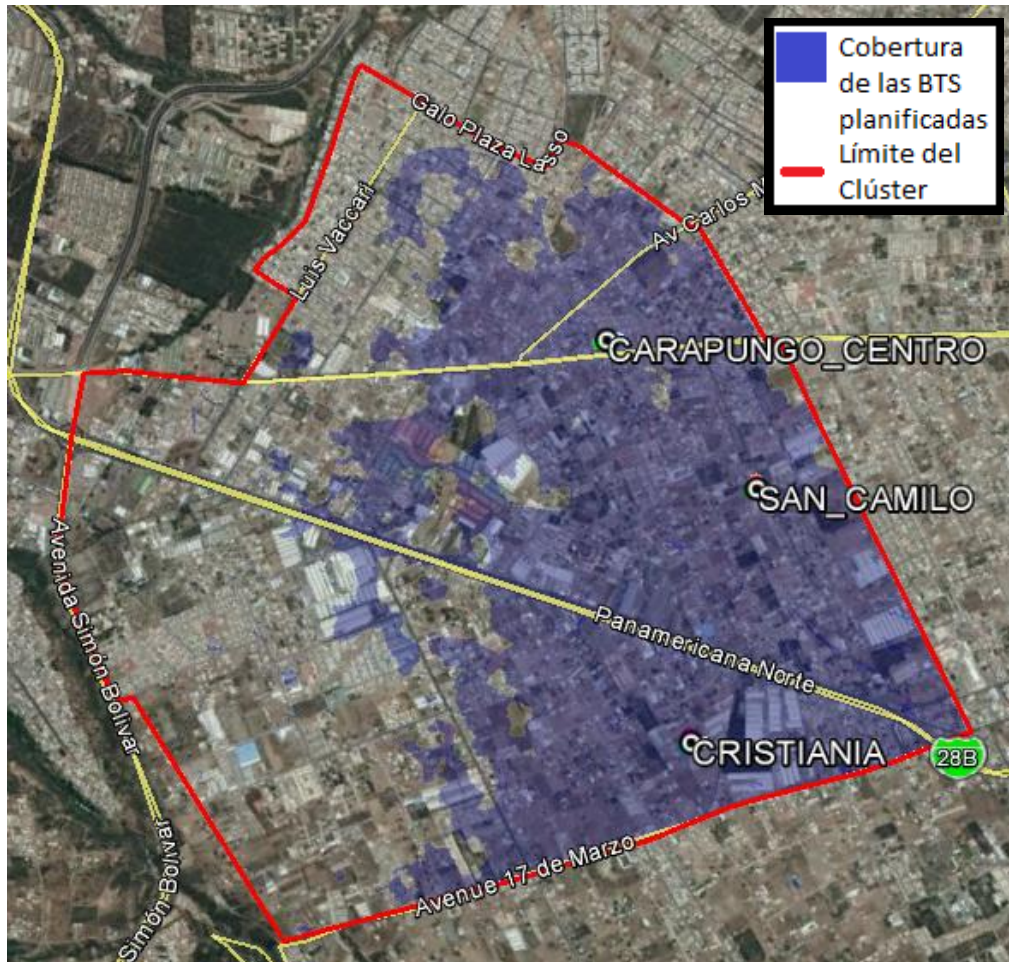 Cobertura
de las BTS
planificadas
Límite del
Clúster
Galo Plaza Lasso
Luis Vaccari
Av Carlos M
CARAPUNGO_CENTRO
SAN_CAMILO
Avenida Simón Bolívar
Panamericana Norte
CRISTIANIA
28B
Simón Bolívar
Avenue 17 de Marzo